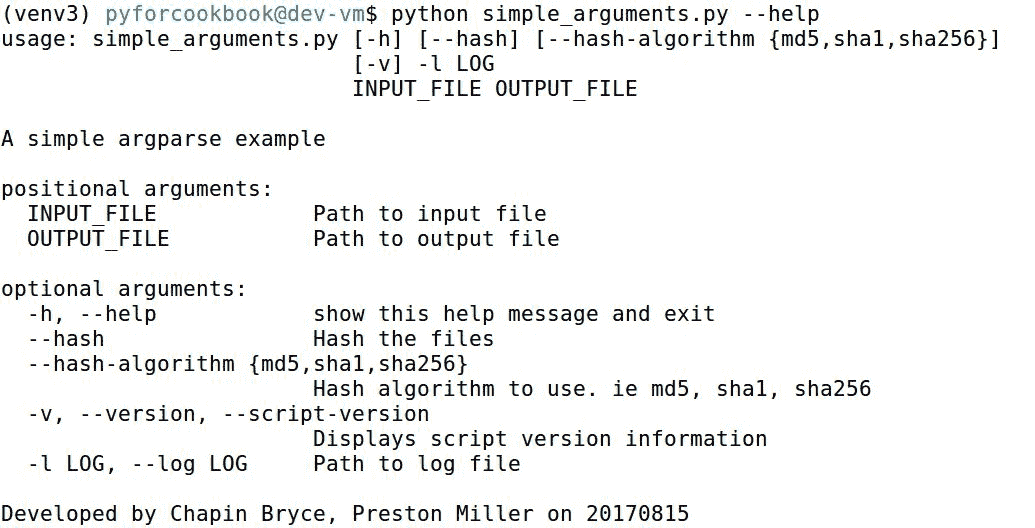 (venv3) pyforcookbook@dev-vm$ python simple_arguments.py --help
usage: simple_arguments.py [-h] [--hash] [--hash-algorithm {md5,sha1,sha256}]
                           [-v] -l LOG
                           INPUT_FILE OUTPUT_FILE

A simple argparse example

positional arguments:
  INPUT_FILE            Path to input file
  OUTPUT_FILE           Path to output file

optional arguments:
  -h, --help            show this help message and exit
  --hash                Hash the files
  --hash-algorithm {md5,sha1,sha256}
                        Hash algorithm to use. ie md5, sha1, sha256
  -v, --version, --script-version
                        Displays script version information
  -l LOG, --log LOG     Path to log file

Developed by Chapin Bryce, Preston Miller on 20170815